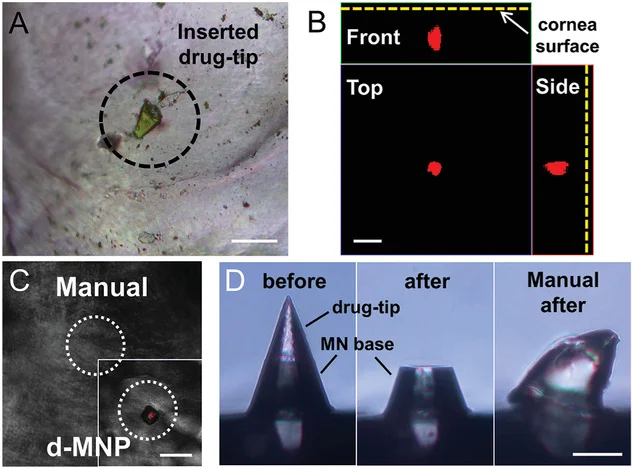 A
Inserted
drug-tip
B
Front
cornea
surface
Top
Side
C
Manual
d-MNP
D
before
after
Manual
after
drug-tip
MN base